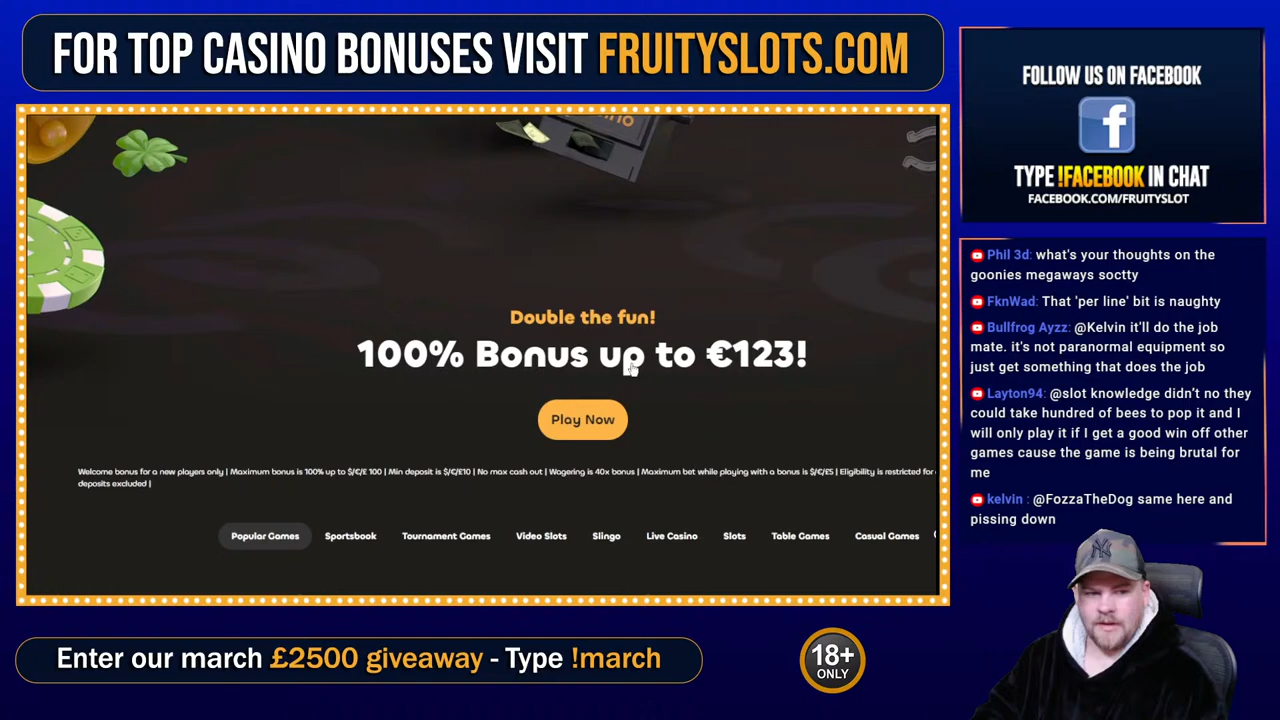 FOR TOP CASINO BONUSES VISIT FRUITYSLOTS.COM
Double the fun!
100% Bonus up to €123!
Play Now
Welcome bonus for a new players only | Maximum bonus is 100% up to $/€/£ 100 | Min deposit is $/€/£10 | No max cash out | Wagering is 40x bonus | Maximum bet while playing with a bonus is $/€/£5 | Eligibility is restricted for
deposits excluded |
Popular Games Sportsbook Tournament Games Video Slots Slingo Live Casino Slots Table Games Casual Games
Enter our march £2500 giveaway - Type !march
18+
ONLY
FOLLOW US ON FACEBOOK
f
TYPE !FACEBOOK IN CHAT
FACEBOOK.COM/FRUITYSLOT
Phil 3d: what's your thoughts on the
goonies megaways soctty
FknWad: That 'per line' bit is naughty
Bullfrog Ayzz: @Kelvin it'll do the job
mate. it's not paranormal equipment so
just get something that does the job
Layton94: @slot knowledge didn't no they
could take hundred of bees to pop it and I
will only play it if I get a good win off other
games cause the game is being brutal for
me
kelvin : @FozzaTheDog same here and
pissing down